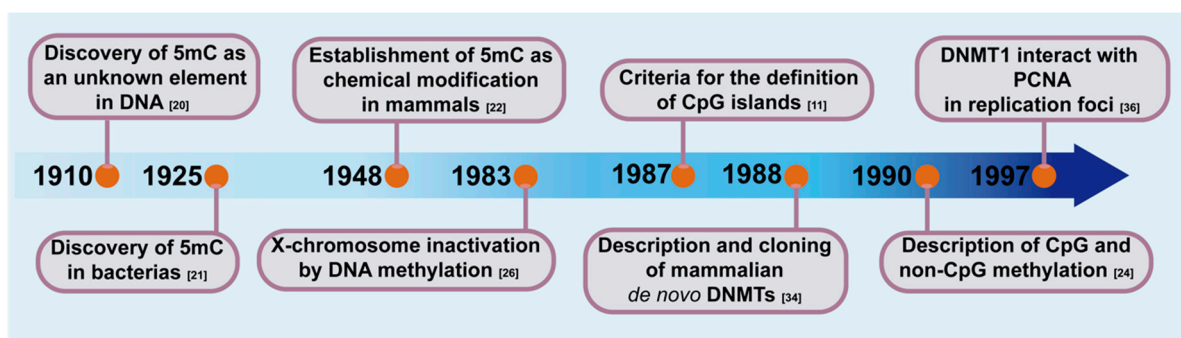 Discovery of 5mC as
an unknown element
in DNA [20]
Establishment of 5mC as
chemical modification
in mammals [22]
Criteria for the definition
of CpG islands [11]
DNMT1 interact with
PCNA
in replication foci [36]
1910 1925 1948 1983 1987 1988 1990 1997
Discovery of 5mC
in bacterias [21]
X-chromosome inactivation
by DNA methylation [26]
Description and cloning
of mammalian
de novo DNMTs [34]
Description of CpG and
non-CpG methylation [24]